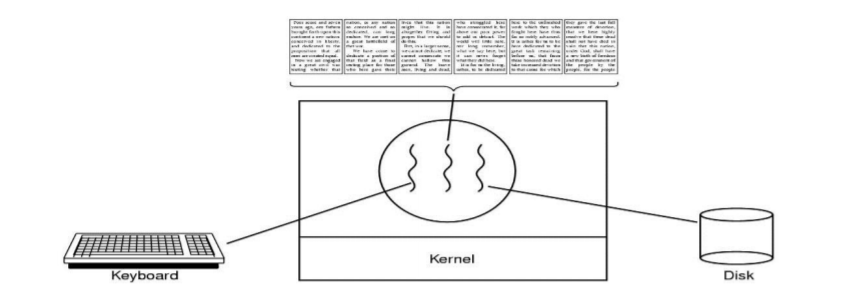 Four score and seven
years ago, our fathers
brought forth upon this
continent a new nation:
conceived in liberty,
and dedicated to the
proposition that all
men are created equal.
Now we are engaged
in a great civil war
testing whether that
nation, or any nation
so conceived and so
dedicated, can long
endure. We are met on
a great battlefield of
that war.
We have come to
dedicate a portion of
that field as a final
resting place for those
who here gave their
lives that this nation
might live. It is
altogether fitting and
proper that we should
do this.
But, in a larger sense,
we cannot dedicate, we
cannot consecrate we
cannot hallow this
ground. The brave
men, living and dead,
who struggled here
have consecrated it, far
above our poor power
to add or detract. The
world will little note,
nor long remember,
what we say here, but
it can never forget
what they did here.
It is for us the living,
rather, to be dedicated
here to the unfinished
work which they who
fought here have thus
far so nobly advanced.
It is rather for us to be
here dedicated to the
great task remaining
before us, that from
these honored dead we
take increased devotion
to that cause for which
they gave the last full
measure of devotion,
that we here highly
resolve that these dead
shall not have died in
vain that this nation,
under God, shall have
a new birth of freedom
and that government of
the people by the
people, for the people
Kernel
Keyboard
Disk